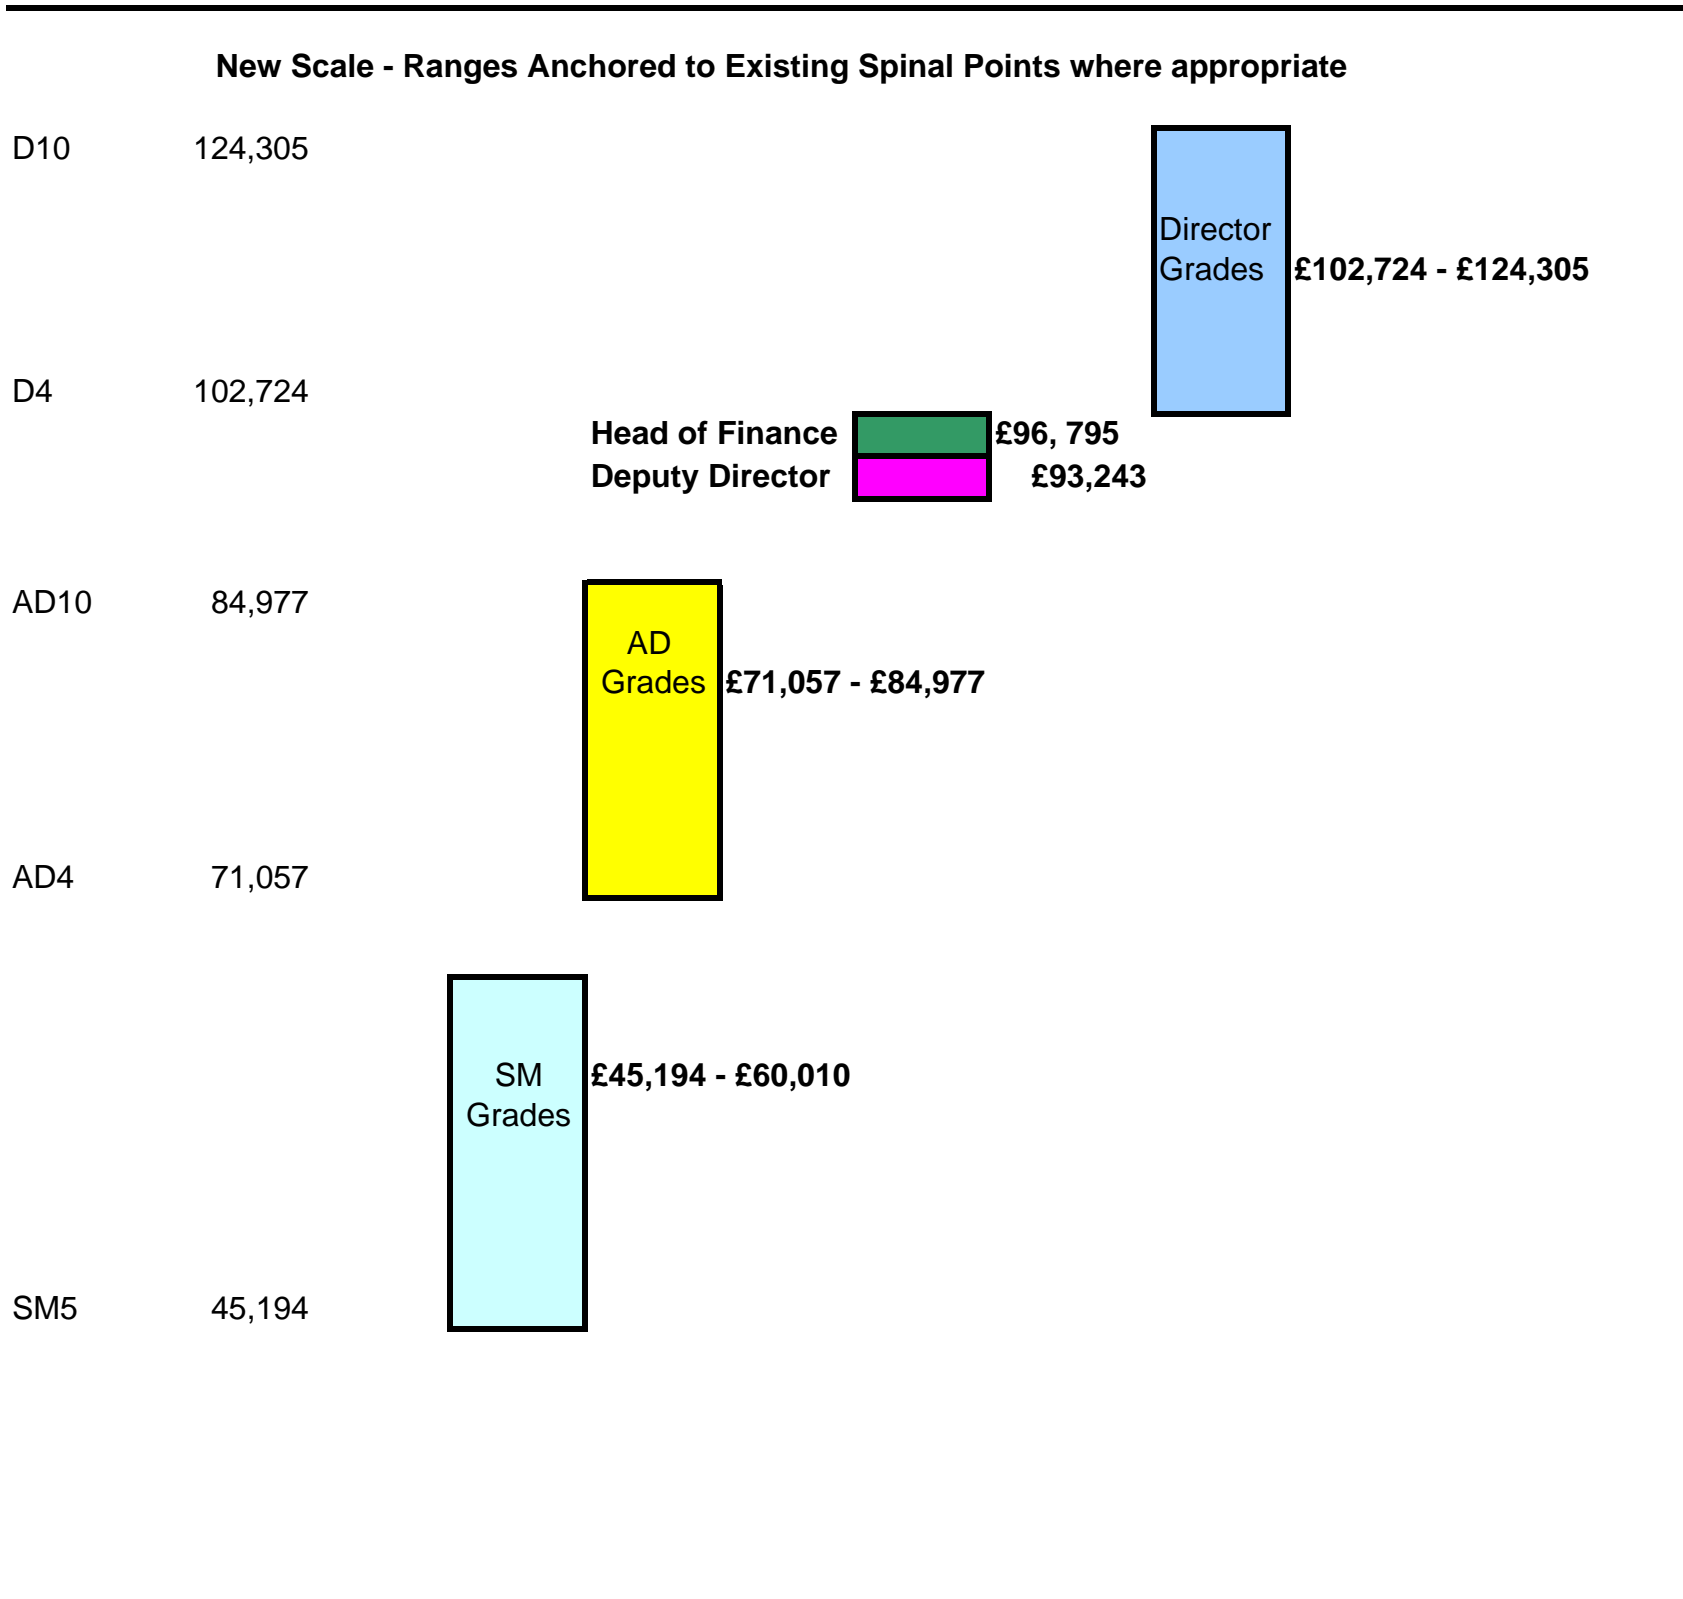 New Scale - Ranges Anchored to Existing Spinal Points where appropriate
D10 124,305
Director
Grades £102,724 - £124,305
D4 102,724
Head of Finance £96, 795
Deputy Director £93,243
AD10 84,977
AD
Grades £71,057 - £84,977
AD4 71,057
SM £45,194 - £60,010
Grades
SM5 45,194